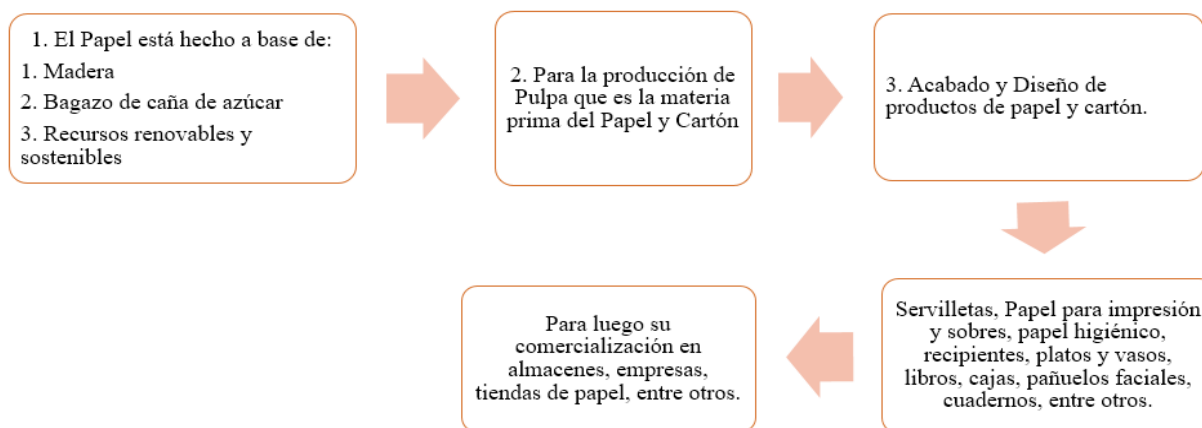 1. El Papel está hecho a base de:
1. Madera
2. Bagazo de caña de azúcar
3. Recursos renovables y
sostenibles
2. Para la producción de
Pulpa que es la materia
prima del Papel y Cartón
3. Acabado y Diseño de
productos de papel y cartón.
Servilletas, Papel para impresión
y sobres, papel higiénico,
recipientes, platos y vasos,
libros, cajas, pañuelos faciales,
cuadernos, entre otros.
Para luego su
comercialización en
almacenes, empresas,
tiendas de papel, entre otros.